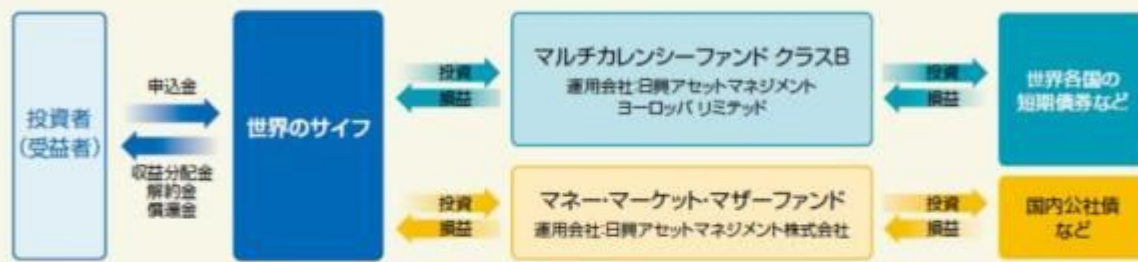 投資者
(受益者)
申込金
収益分配金
解約金
償還金
世界のサイフ
投資
損益
マルチカレンシーファンド クラスB
運用会社:日興アセットマネジメント
ヨーロッパ リミテッド
投資
損益
世界各国の
短期債券など
投資
損益
マネー・マーケット・マザーファンド
運用会社:日興アセットマネジメント株式会社
投資
損益
国内公社債
など